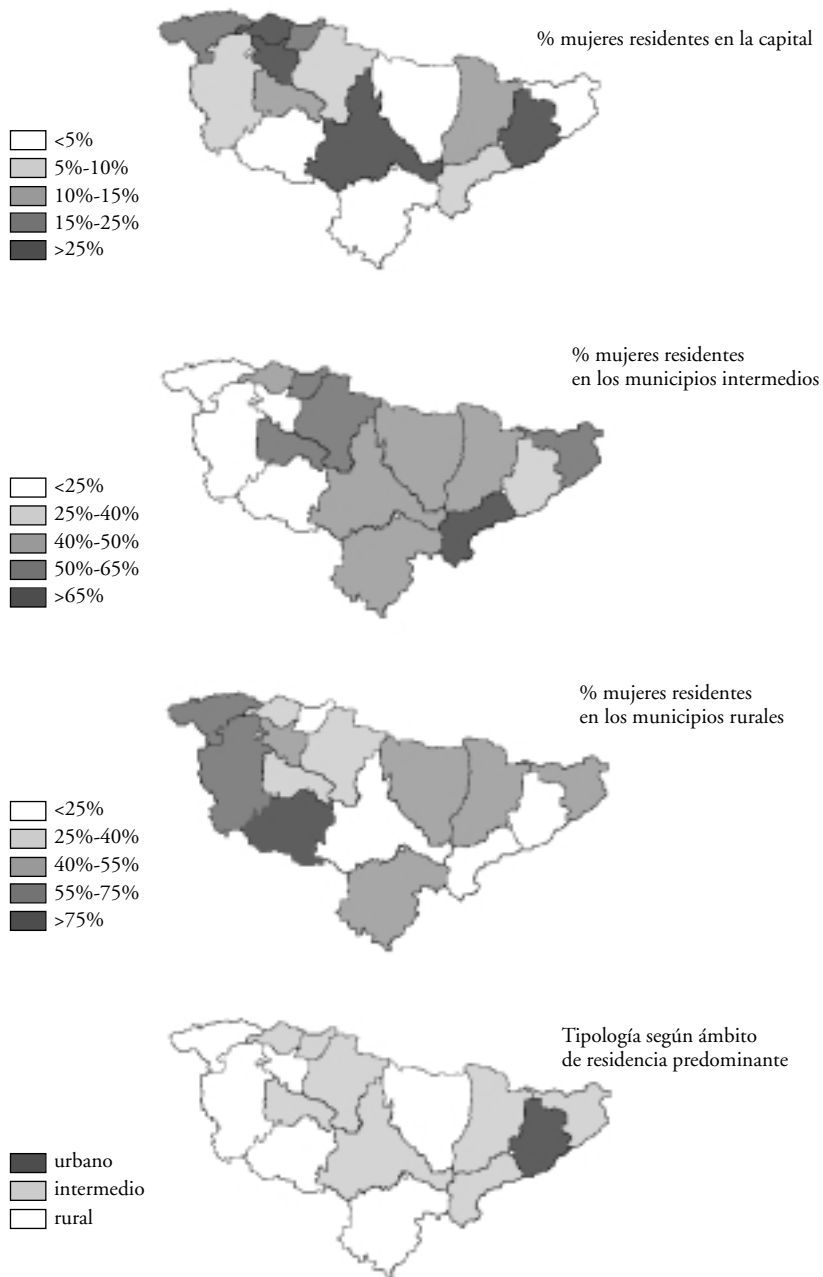 % mujeres residentes en la capital
<5%
5%-10%
10%-15%
15%-25%
>25%
% mujeres residentes
en los municipios intermedios
<25%
25%-40%
40%-50%
50%-65%
>65%
% mujeres residentes
en los municipios rurales
<25%
25%-40%
40%-55%
55%-75%
>75%
Tipología según ámbito
de residencia predominante
urbano
intermedio
rural